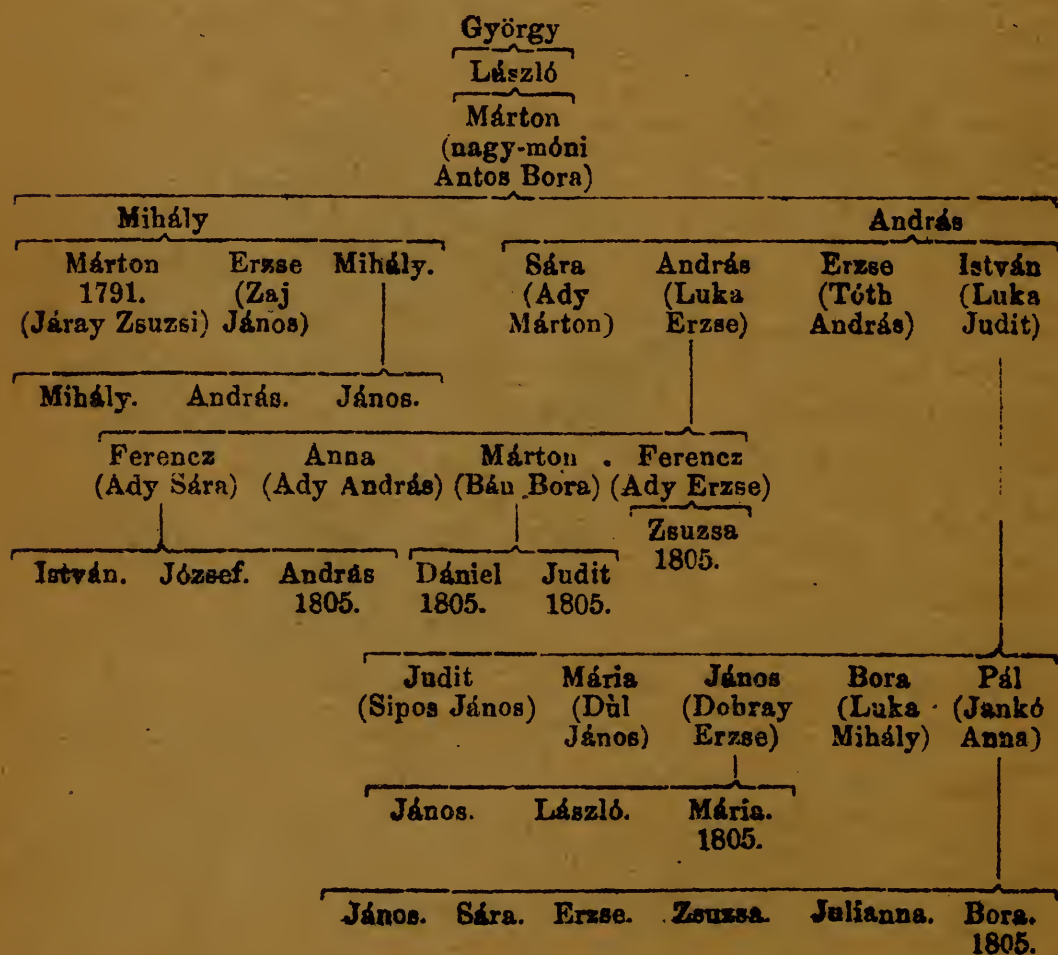 György
László
Márton
(nagy-móni
Antos Bora)
Mihály András
Márton Erzse Mihály. Sára András Erzse István
1791. (Zaj (Ady (Luka (Tóth (Luka
(Járay Zsuzsi) János) Márton) Erzse) András) Judit)
Mihály. András. János.
Ferencz Anna Márton . Ferencz
(Ady Sára) (Ady András) (Báu Bora) (Ady Erzse)
Zsuzsa
1805.
István. József. András Dániel Judit
1805. 1805. 1805.
Judit Mária János Bora Pál
(Sipos János) (Dùl (Dobray (Luka (Jankó
János) Erzse) Mihály) Anna)
János. László. Mária.
1805.
János. Sára. Erzse. Zsuzsa. Julianna. Bora.
1805.